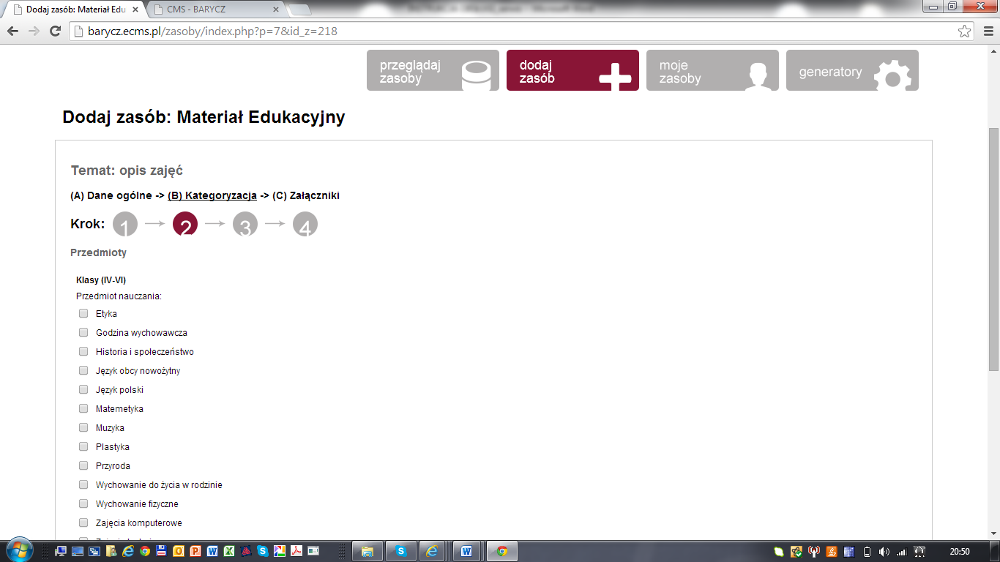 Dodaj zasób: Materiał Edu
CMS - BARYCZ
barycz.ecms.pl/zasoby/index.php?p=7&id_z=218
przeglądaj zasoby
dodaj zasób
moje zasoby
generatory
Dodaj zasób: Materiał Edukacyjny
Temat: opis zajęć
(A) Dane ogólne -> (B) Kategoryzacja -> (C) Załączniki
Krok: 1 2 3 4
Przedmioty
Klasy (IV-VI)
Przedmiot nauczania:
Etyka
Godzina wychowawcza
Historia i społeczeństwo
Język obcy nowożytny
Język polski
Matemetyka
Muzyka
Plastyka
Przyroda
Wychowanie do życia w rodzinie
Wychowanie fizyczne
Zajęcia komputerowe
20:50